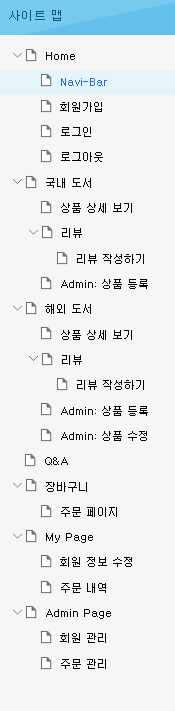 사이트 맵
Home
Navi-Bar
회원가입
로그인
로그아웃
국내 도서
상품 상세 보기
리뷰
리뷰 작성하기
Admin: 상품 등록
해외 도서
상품 상세 보기
리뷰
리뷰 작성하기
Admin: 상품 등록
Admin: 상품 수정
Q&A
장바구니
주문 페이지
My Page
회원 정보 수정
주문 내역
Admin Page
회원 관리
주문 관리